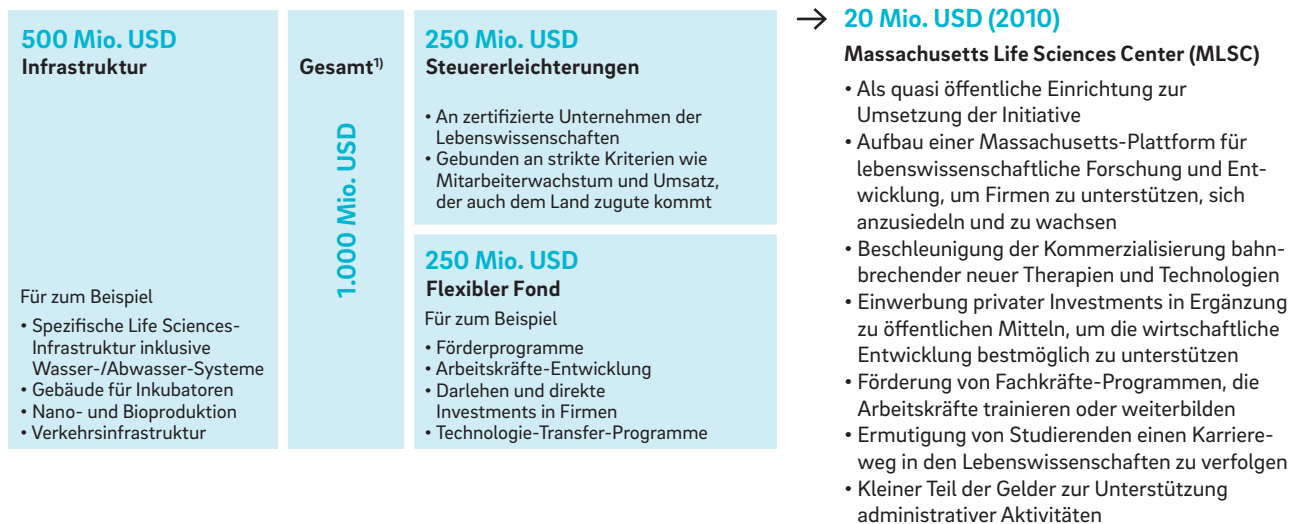 500 Mio. USD
Infrastruktur
Für zum Beispiel
• Spezifische Life Sciences-
Infrastruktur inklusive
Wasser-/Abwasser-Systeme
• Gebäude für Inkubatoren
• Nano- und Bioproduktion
• Verkehrsinfrastruktur
Gesamt¹⁾
1.000 Mio. USD
250 Mio. USD
Steuererleichterungen
• An zertifizierte Unternehmen der
Lebenswissenschaften
• Gebunden an strikte Kriterien wie
Mitarbeiterwachstum und Umsatz,
der auch dem Land zugute kommt
250 Mio. USD
Flexibler Fond
Für zum Beispiel
• Förderprogramme
• Arbeitskräfte-Entwicklung
• Darlehen und direkte
Investments in Firmen
• Technologie-Transfer-Programme
→ 20 Mio. USD (2010)
Massachusetts Life Sciences Center (MLSC)
• Als quasi öffentliche Einrichtung zur
Umsetzung der Initiative
• Aufbau einer Massachusetts-Plattform für
lebenswissenschaftliche Forschung und Ent-
wicklung, um Firmen zu unterstützen, sich
anzusiedeln und zu wachsen
• Beschleunigung der Kommerzialisierung bahn-
brechender neuer Therapien und Technologien
• Einwerbung privater Investments in Ergänzung
zu öffentlichen Mitteln, um die wirtschaftliche
Entwicklung bestmöglich zu unterstützen
• Förderung von Fachkräfte-Programmen, die
Arbeitskräfte trainieren oder weiterbilden
• Ermutigung von Studierenden einen Karriere-
weg in den Lebenswissenschaften zu verfolgen
• Kleiner Teil der Gelder zur Unterstützung
administrativer Aktivitäten